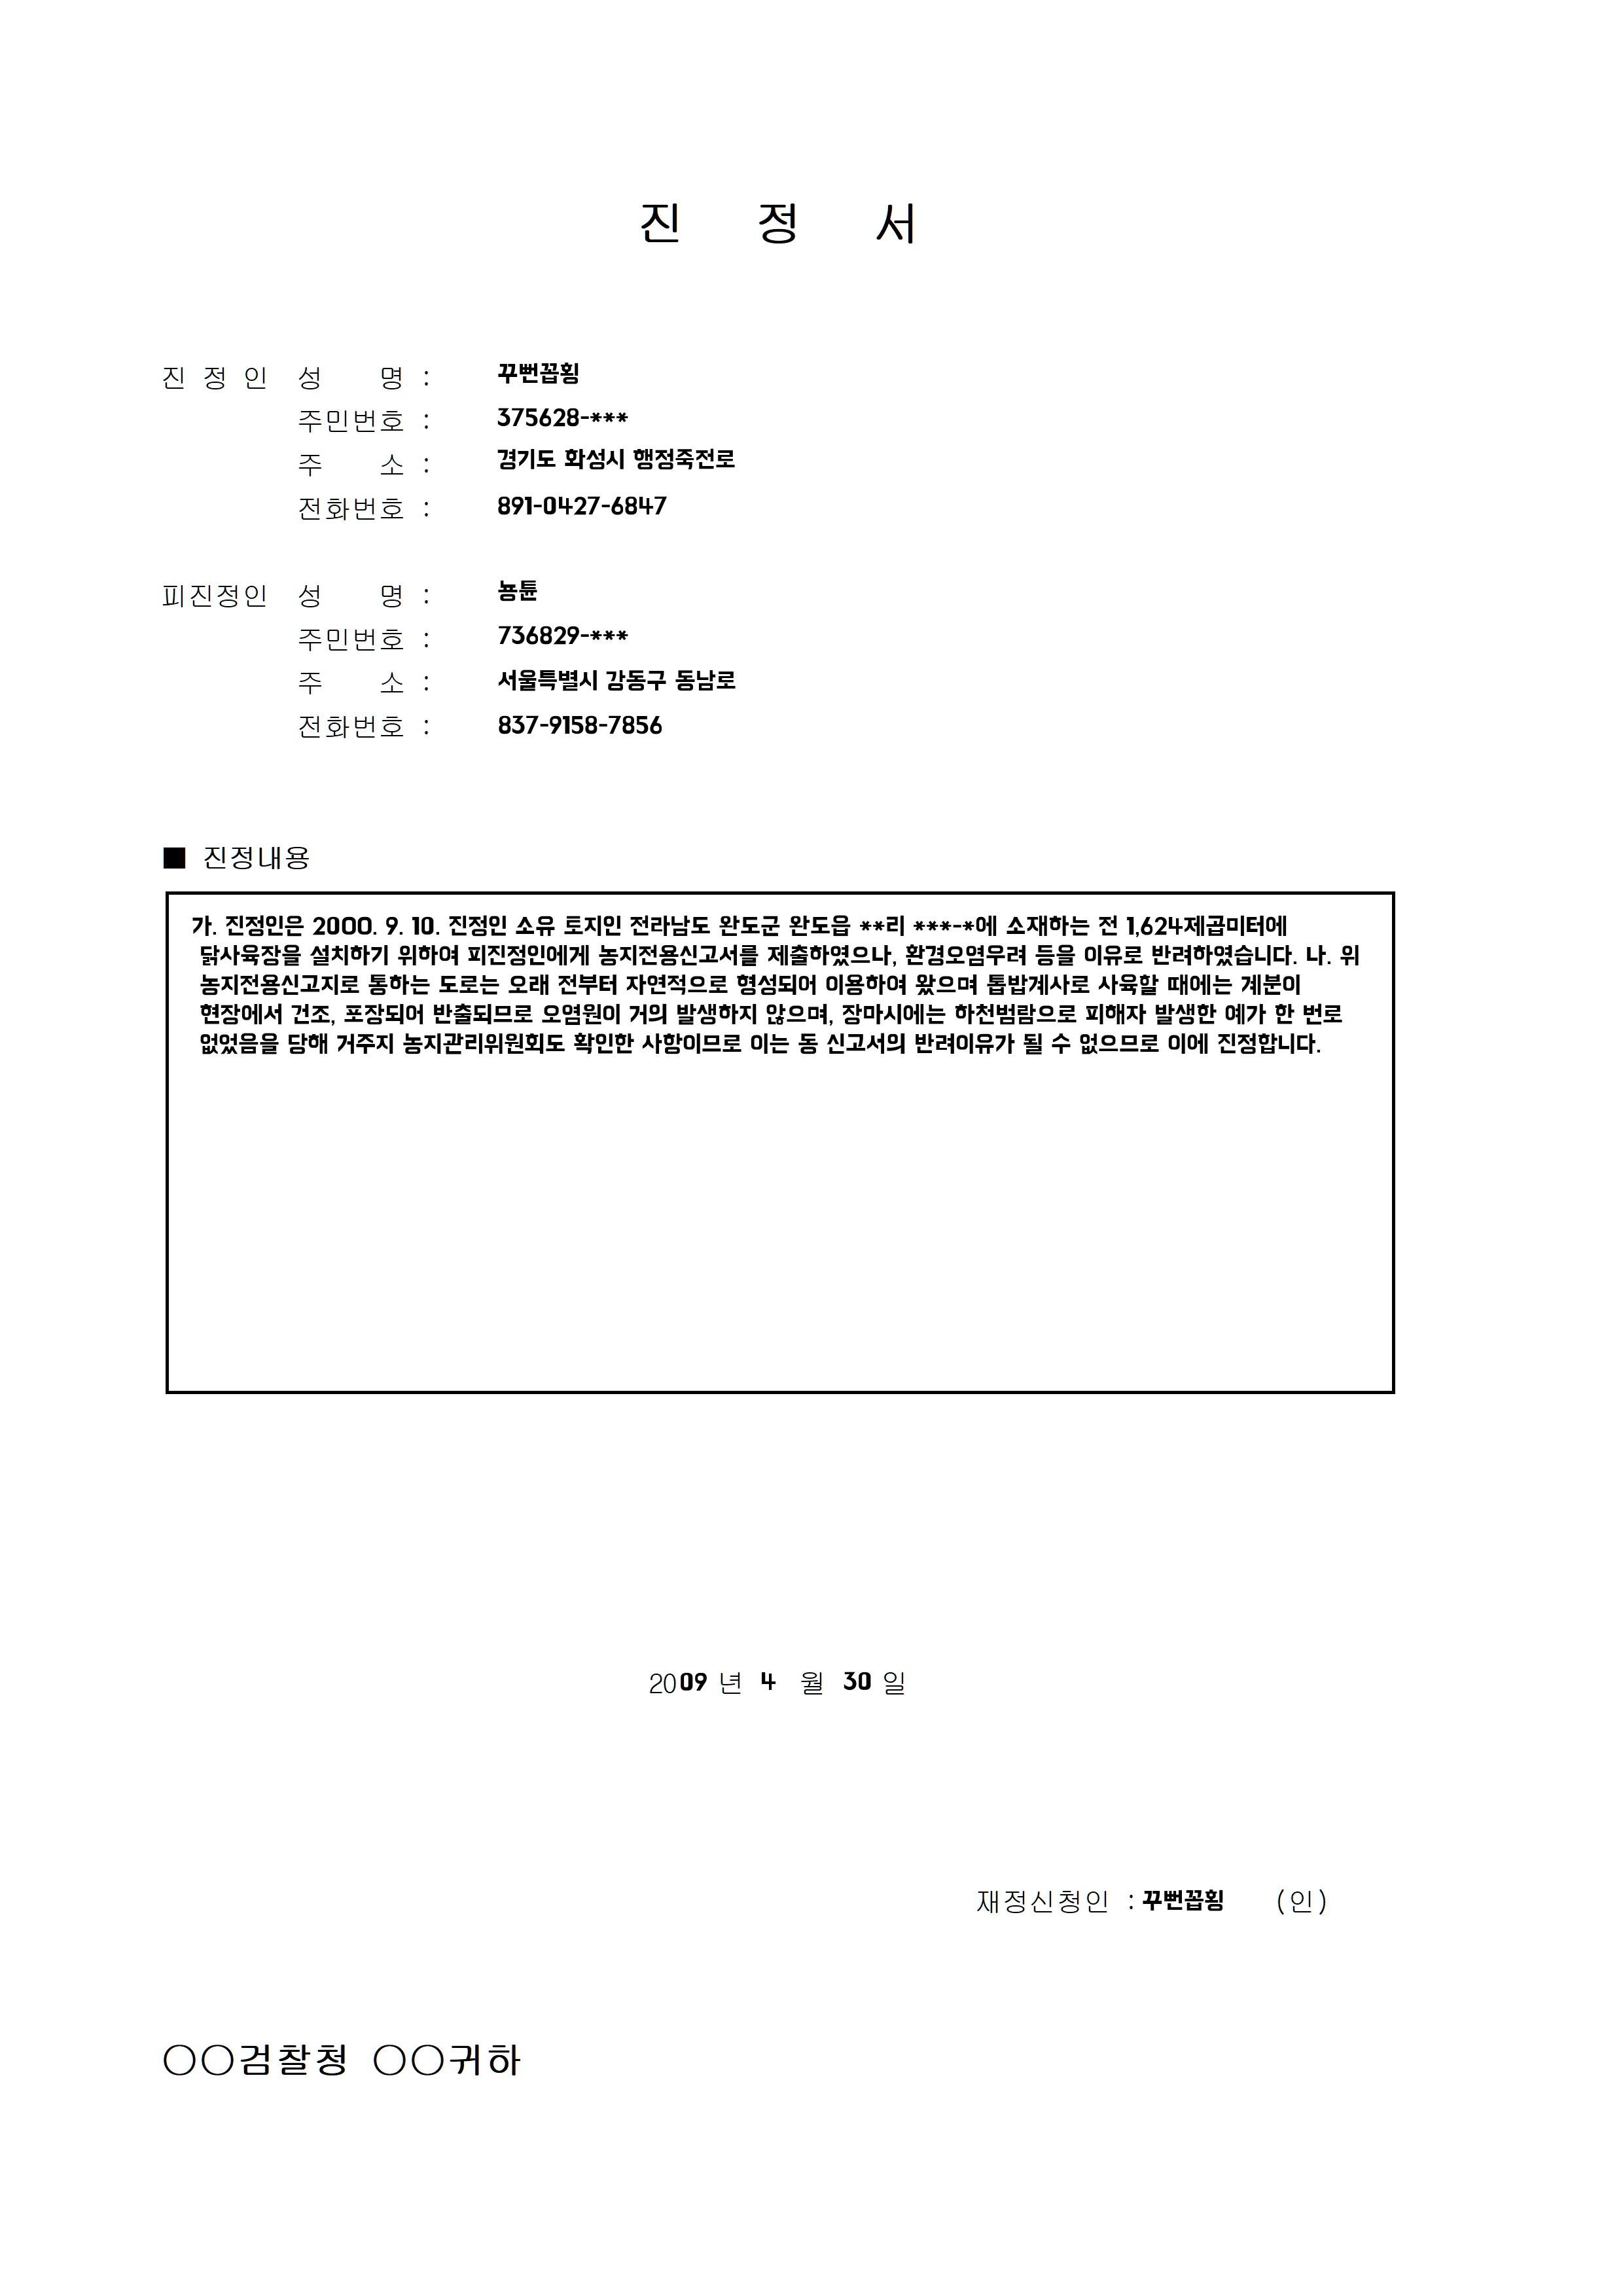 진 정 서
진 정 인 성 명 : 꾸뻔꼽횡
주민번호 : 375628-***
주 소 : 경기도 화성시 행정죽전로
전화번호 : 891-0427-6847
피진정인 성 명 : 뇽튠
주민번호 : 736829-***
주 소 : 서울특별시 강동구 동남로
전화번호 : 837-9158-7856
■ 진정내용
가. 진정인은 2000. 9. 10. 진정인 소유 토지인 전라남도 완도군 완도읍 **리 ***-*에 소재하는 전 1,624제곱미터에
닭사육장을 설치하기 위하여 피진정인에게 농지전용신고서를 제출하였으나, 환경오염우려 등을 이유로 반려하였습니다. 나. 위
농지전용신고지로 통하는 도로는 오래 전부터 자연적으로 형성되어 이용하여 왔으며 톱밥계사로 사육할 때에는 계분이
현장에서 건조, 포장되어 반출되므로 오염원이 거의 발생하지 않으며, 장마시에는 하천범람으로 피해자 발생한 예가 한 번로
없었음을 당해 거주지 농지관리위원회도 확인한 사항이므로 이는 동 신고서의 반려이유가 될 수 없으므로 이에 진정합니다.
2009 년 4 월 30 일
재정신청인 : 꾸뻔꼽횡 (인)
○○검찰청 ○○귀하